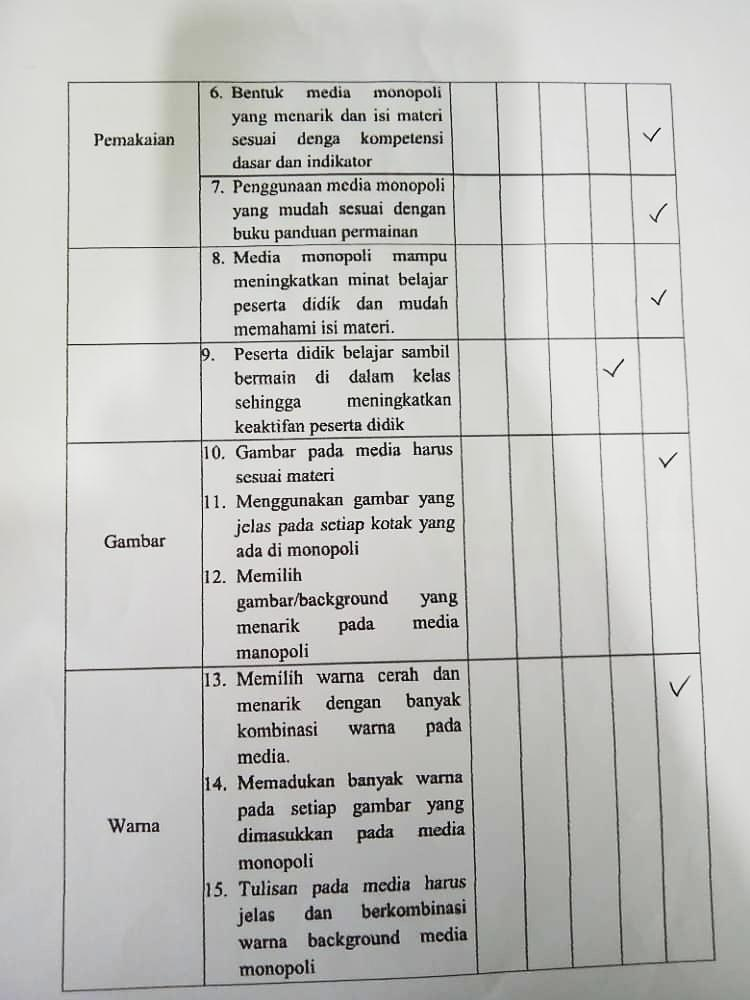 Pemakaian
6. Bentuk media monopoli
yang menarik dan isi materi
sesuai denga kompetensi
dasar dan indikator
✓
7. Penggunaan media monopoli
yang mudah sesuai dengan
buku panduan permainan
✓
8. Media monopoli mampu
meningkatkan minat belajar
peserta didik dan mudah
memahami isi materi.
✓
9. Peserta didik belajar sambil
bermain di dalam kelas
sehingga meningkatkan
keaktifan peserta didik
✓
Gambar
10. Gambar pada media harus
sesuai materi
✓
11. Menggunakan gambar yang
jelas pada setiap kotak yang
ada di monopoli
12. Memilih
gambar/background yang
menarik pada media
manopoli
Warna
13. Memilih warna cerah dan
menarik dengan banyak
kombinasi warna pada
media.
✓
14. Memadukan banyak warna
pada setiap gambar yang
dimasukkan pada media
monopoli
15. Tulisan pada media harus
jelas dan berkombinasi
warna background media
monopoli